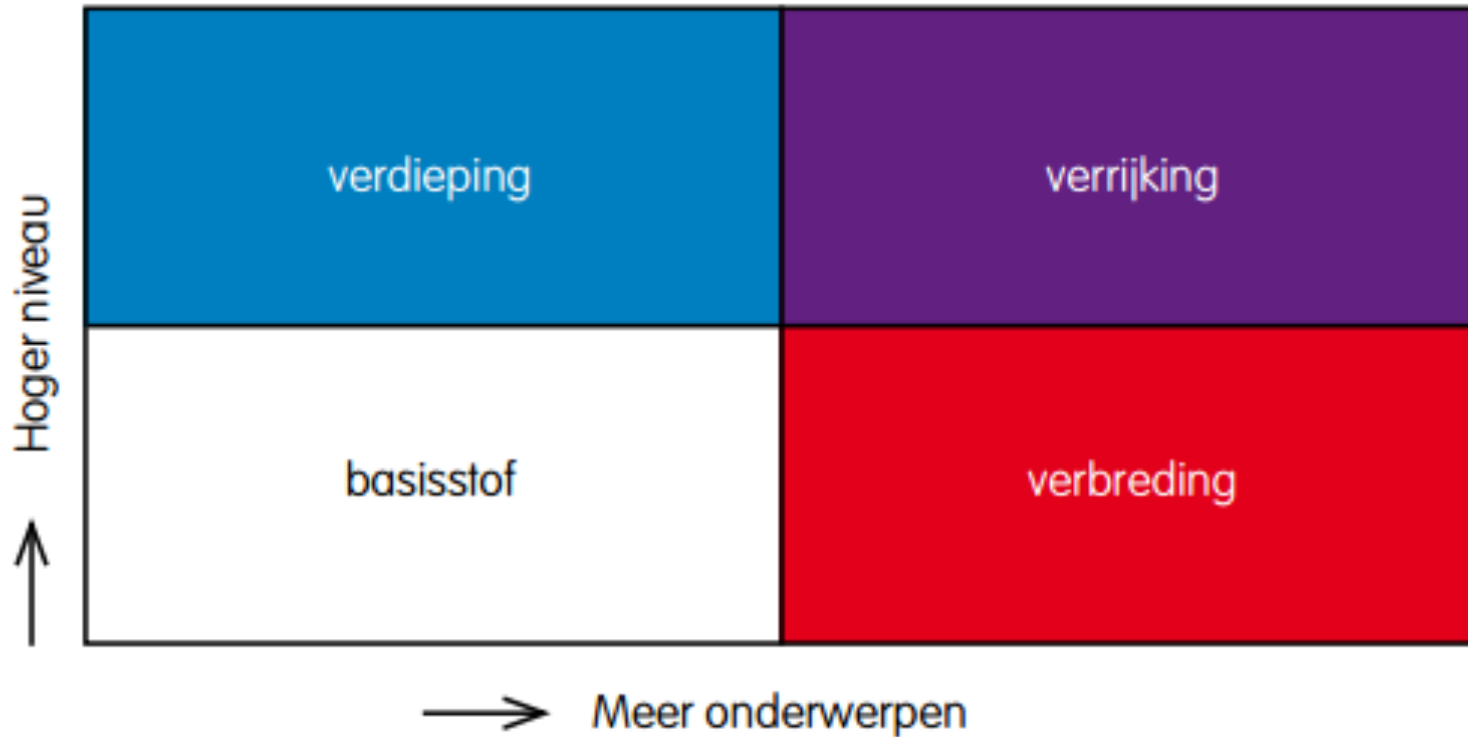 verdieping
verrijking
Hoger niveau
basisstof
verbreding
Meer onderwerpen